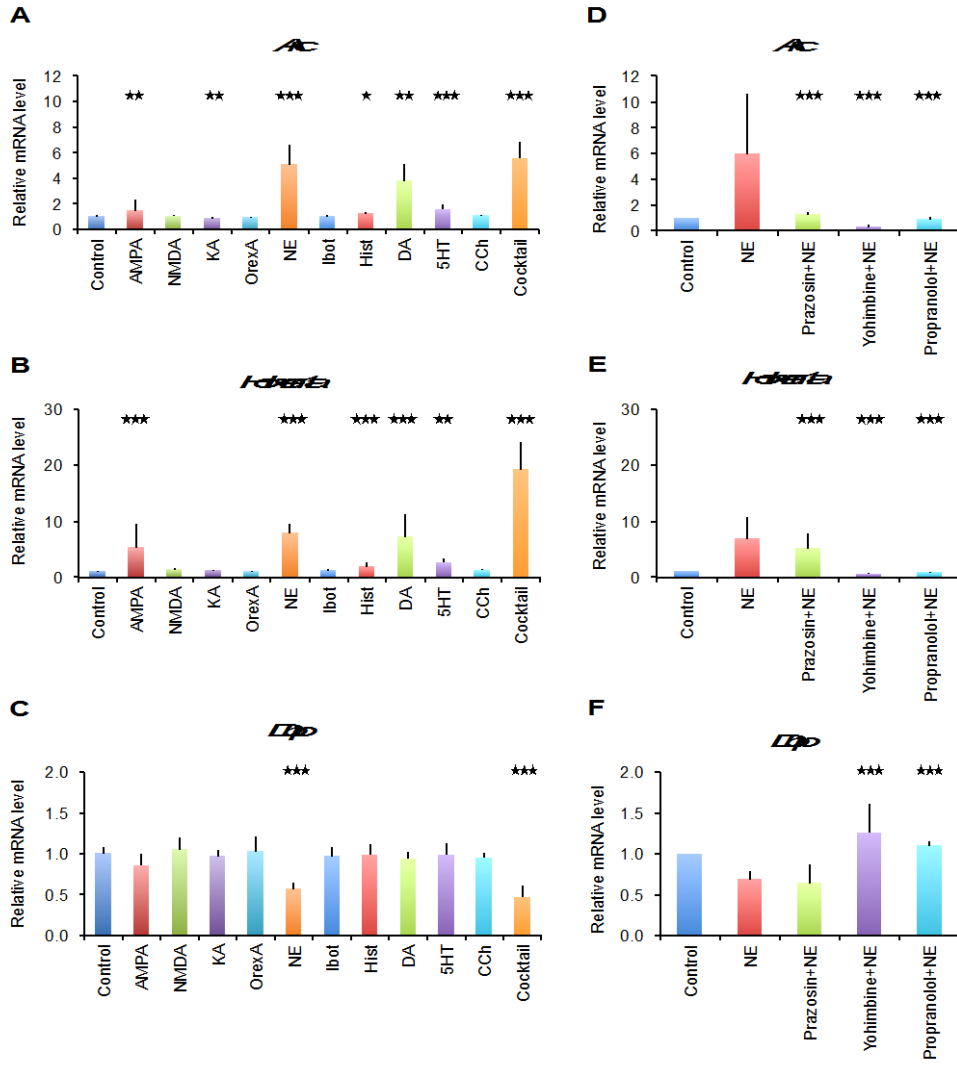 A
Relative mRNA level
12
10
8
6
4
2
0
★★
★★
★★★
★
★★
★★★
★★★
Control
AMPA
NMDA
KA
OrexA
NE
Ibot
Hist
DA
5HT
CCh
Cocktail
D
Relative mRNA level
12
10
8
6
4
2
0
★★★
★★★
★★★
Control
NE
Prazosin+NE
Yohimbine+NE
Propranolol+NE
B
Relative mRNA level
30
20
10
0
★★★
★★★
★★★
★★★
★★
★★★
Control
AMPA
NMDA
KA
OrexA
NE
Ibot
Hist
DA
5HT
CCh
Cocktail
E
Relative mRNA level
30
20
10
0
★★★
★★★
★★★
Control
NE
Prazosin+NE
Yohimbine+NE
Propranolol+NE
C
Relative mRNA level
2.0
1.5
1.0
0.5
0.0
★★★
★★★
Control
AMPA
NMDA
KA
OrexA
NE
Ibot
Hist
DA
5HT
CCh
Cocktail
F
Relative mRNA level
2.0
1.5
1.0
0.5
0.0
★★★
★★★
Control
NE
Prazosin+NE
Yohimbine+NE
Propranolol+NE